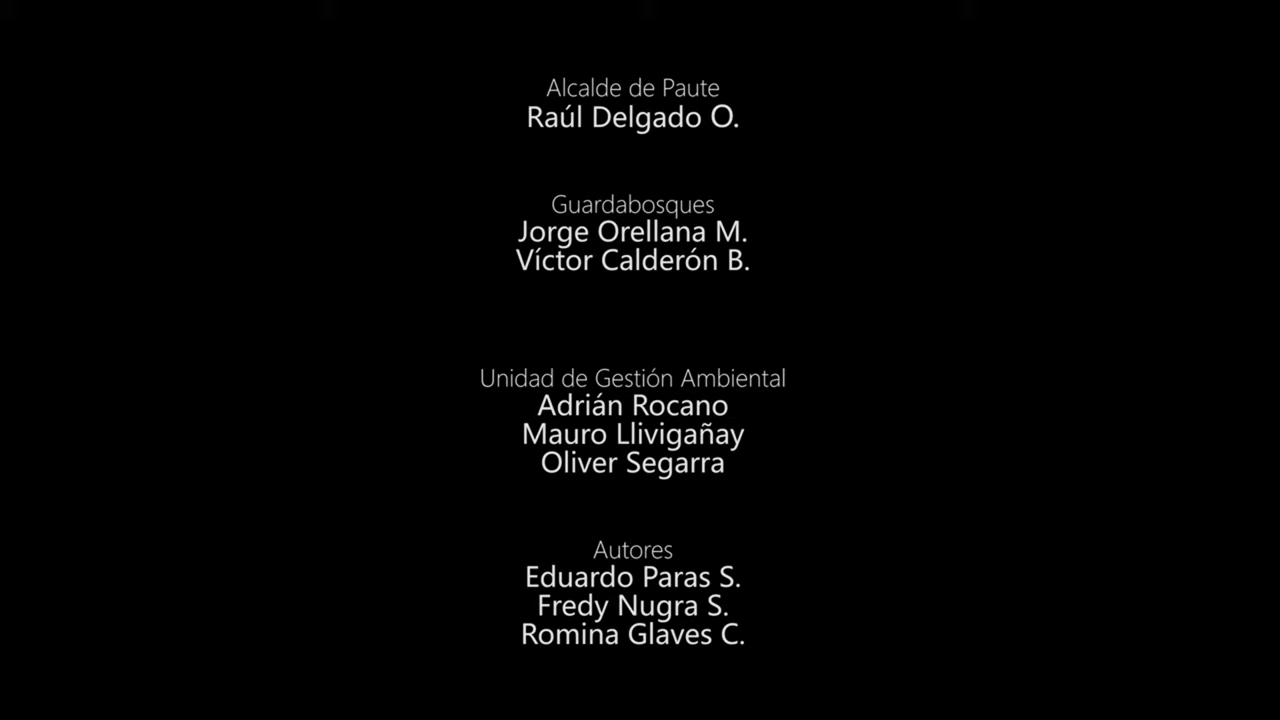 Alcalde de Paute
Raúl Delgado O.
Guardabosques
Jorge Orellana M.
Víctor Calderón B.
Unidad de Gestión Ambiental
Adrián Rocano
Mauro Llivigañay
Oliver Segarra
Autores
Eduardo Paras S.
Fredy Nugra S.
Romina Glaves C.